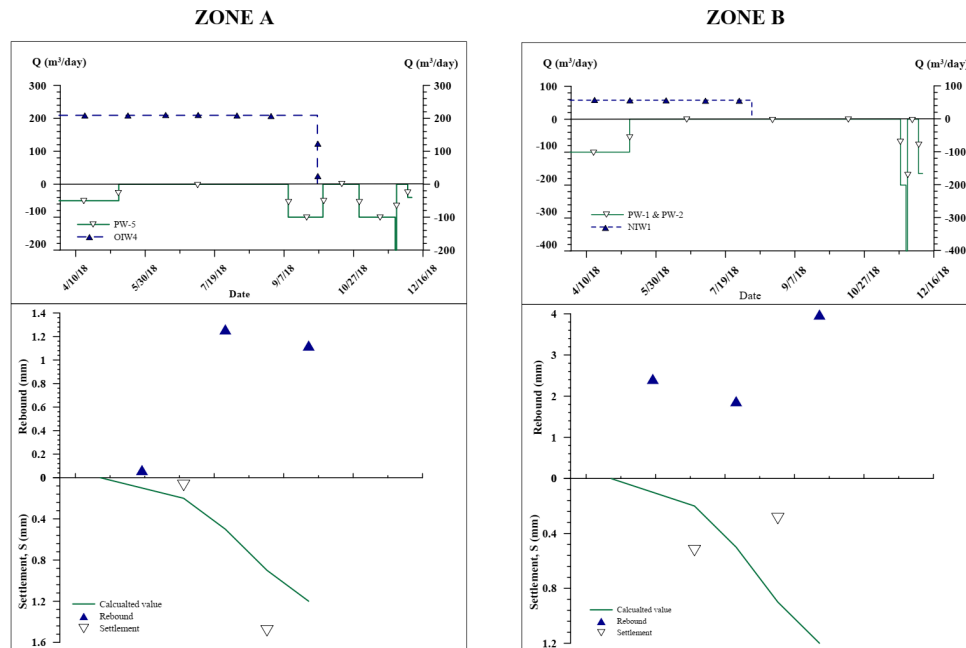 ZONE A
ZONE B
Q (m³/day)
Q (m³/day)
300
200
100
0
-100
-200
300
200
100
0
-100
-200
PW-5
OIW4
4/10/18
5/30/18
7/19/18
9/7/18
10/27/18
12/16/18
Date
Q (m³/day)
Q (m³/day)
100
0
-100
-200
-300
-400
100
0
-100
-200
-300
-400
PW-1 & PW-2
NIW1
4/10/18
5/30/18
7/19/18
9/7/18
10/27/18
12/16/18
Date
Rebound (mm)
1.4
1.2
1
0.8
0.6
0.4
0.2
0
Settlement, S (mm)
0.4
0.8
1.2
1.6
Calcualted value
Rebound
Settlement
Rebound (mm)
4
3
2
1
0
Settlement, S (mm)
0.4
0.8
1.2
Calcualted value
Rebound
Settlement